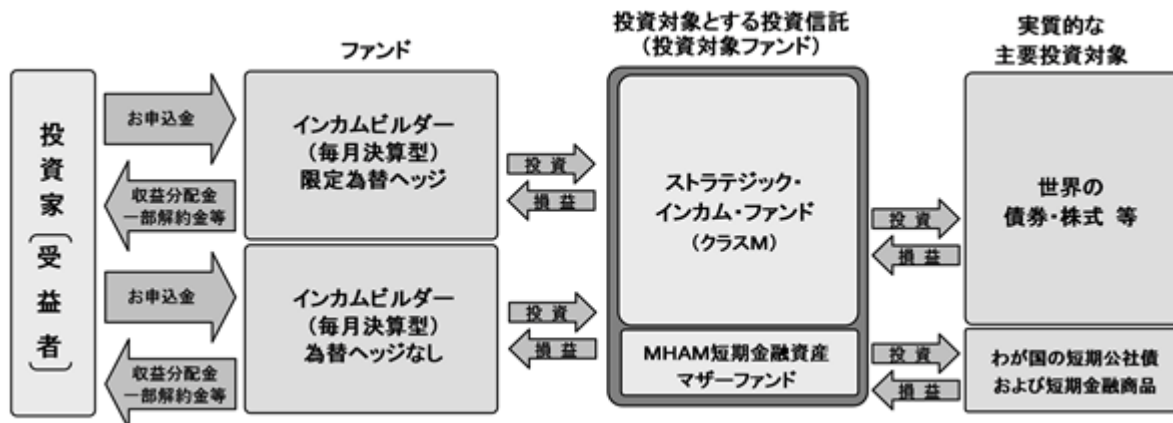 投資対象とする投資信託
(投資対象ファンド)
実質的な
主要投資対象
ファンド
投資家〔受益者〕
お申込金
収益分配金
一部解約金等
お申込金
収益分配金
一部解約金等
インカムビルダー
(毎月決算型)
限定為替ヘッジ
インカムビルダー
(毎月決算型)
為替ヘッジなし
投 資
損 益
投 資
損 益
ストラテジック・
インカム・ファンド
(クラスM)
MHAM短期金融資産
マザーファンド
投 資
損 益
投 資
損 益
世界の
債券・株式 等
わが国の短期公社債
および短期金融商品